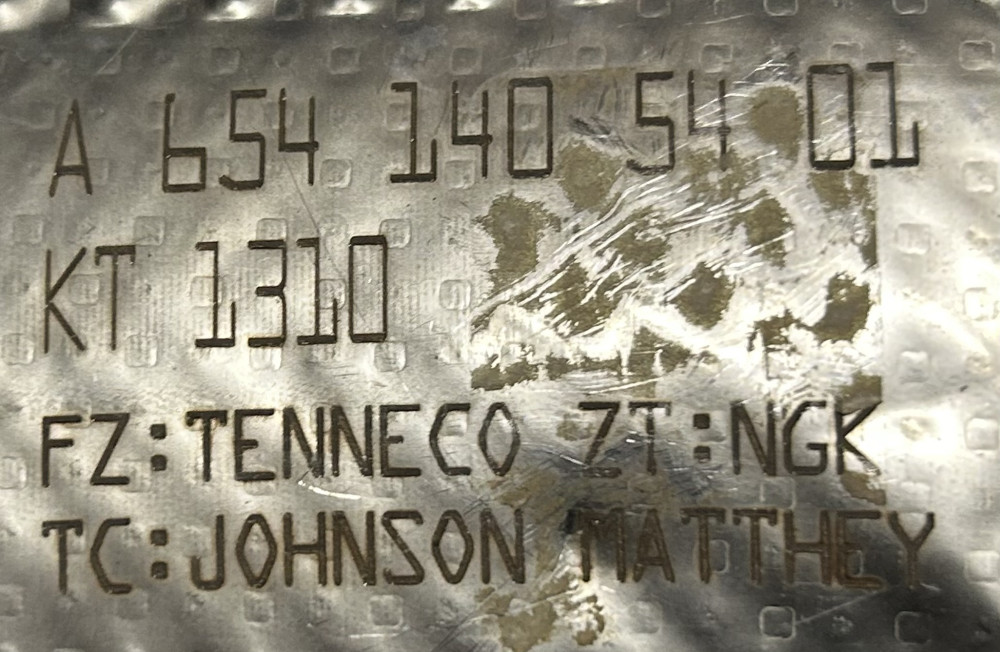 A 654 140 54 01
KT 1310
FZ:TENNECO ZT:NGK
TC:JOHNSON MATTHEY